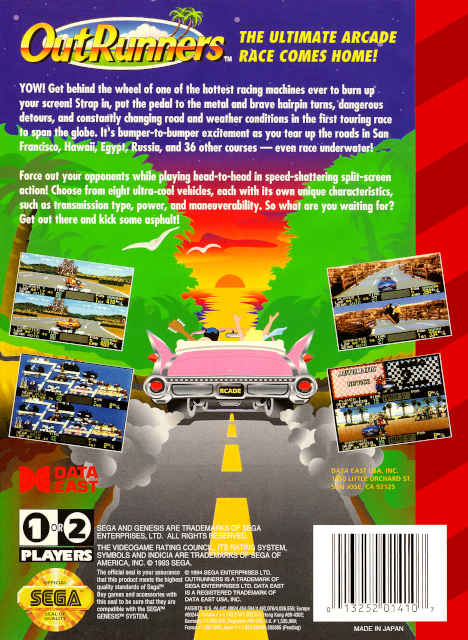 OutRunners™
THE ULTIMATE ARCADE
RACE COMES HOME!
YOW! Get behind the wheel of one of the hottest racing machines ever to burn up
your screen! Strap in, put the pedal to the metal and brave hairpin turns, dangerous
detours, and constantly changing road and weather conditions in the first touring race
to span the globe. It's bumper-to-bumper excitement as you tear up the roads in San
Francisco, Hawaii, Egypt, Russia, and 36 other courses — even race underwater!
Force out your opponents while playing head-to-head in speed-shattering split-screen
action! Choose from eight ultra-cool vehicles, each with its own unique characteristics,
such as transmission type, power, and maneuverability. So what are you waiting for?
Get out there and kick some asphalt!
RCADE
AUTOMATIC
DATA
EAST
DATA EAST USA, INC.
1850 LITTLE ORCHARD ST.
SAN JOSE, CA 92125
1 OR 2
PLAYERS
SEGA AND GENESIS ARE TRADEMARKS OF SEGA
ENTERPRISES, LTD. ALL RIGHTS RESERVED.
THE VIDEOGAME RATING COUNCIL, ITS RATING SYSTEM,
SYMBOLS AND INDICIA ARE TRADEMARKS OF SEGA OF
AMERICA, INC. © 1993 SEGA.
OFFICIAL
SEGA
SEAL OF
QUALITY
The official seal is your assurance
that this product meets the highest
quality standards of Sega™
Buy games and accessories with
this seal to be sure that they are
compatible with the SEGA™
GENESIS™ SYSTEM.
© 1994 SEGA ENTERPRISES LTD.
OUTRUNNERS IS A TRADEMARK OF
SEGA ENTERPRISES LTD. DATA EAST
IS A REGISTERED TRADEMARK OF
DATA EAST USA, INC.
0 13252 01410 7
MADE IN JAPAN